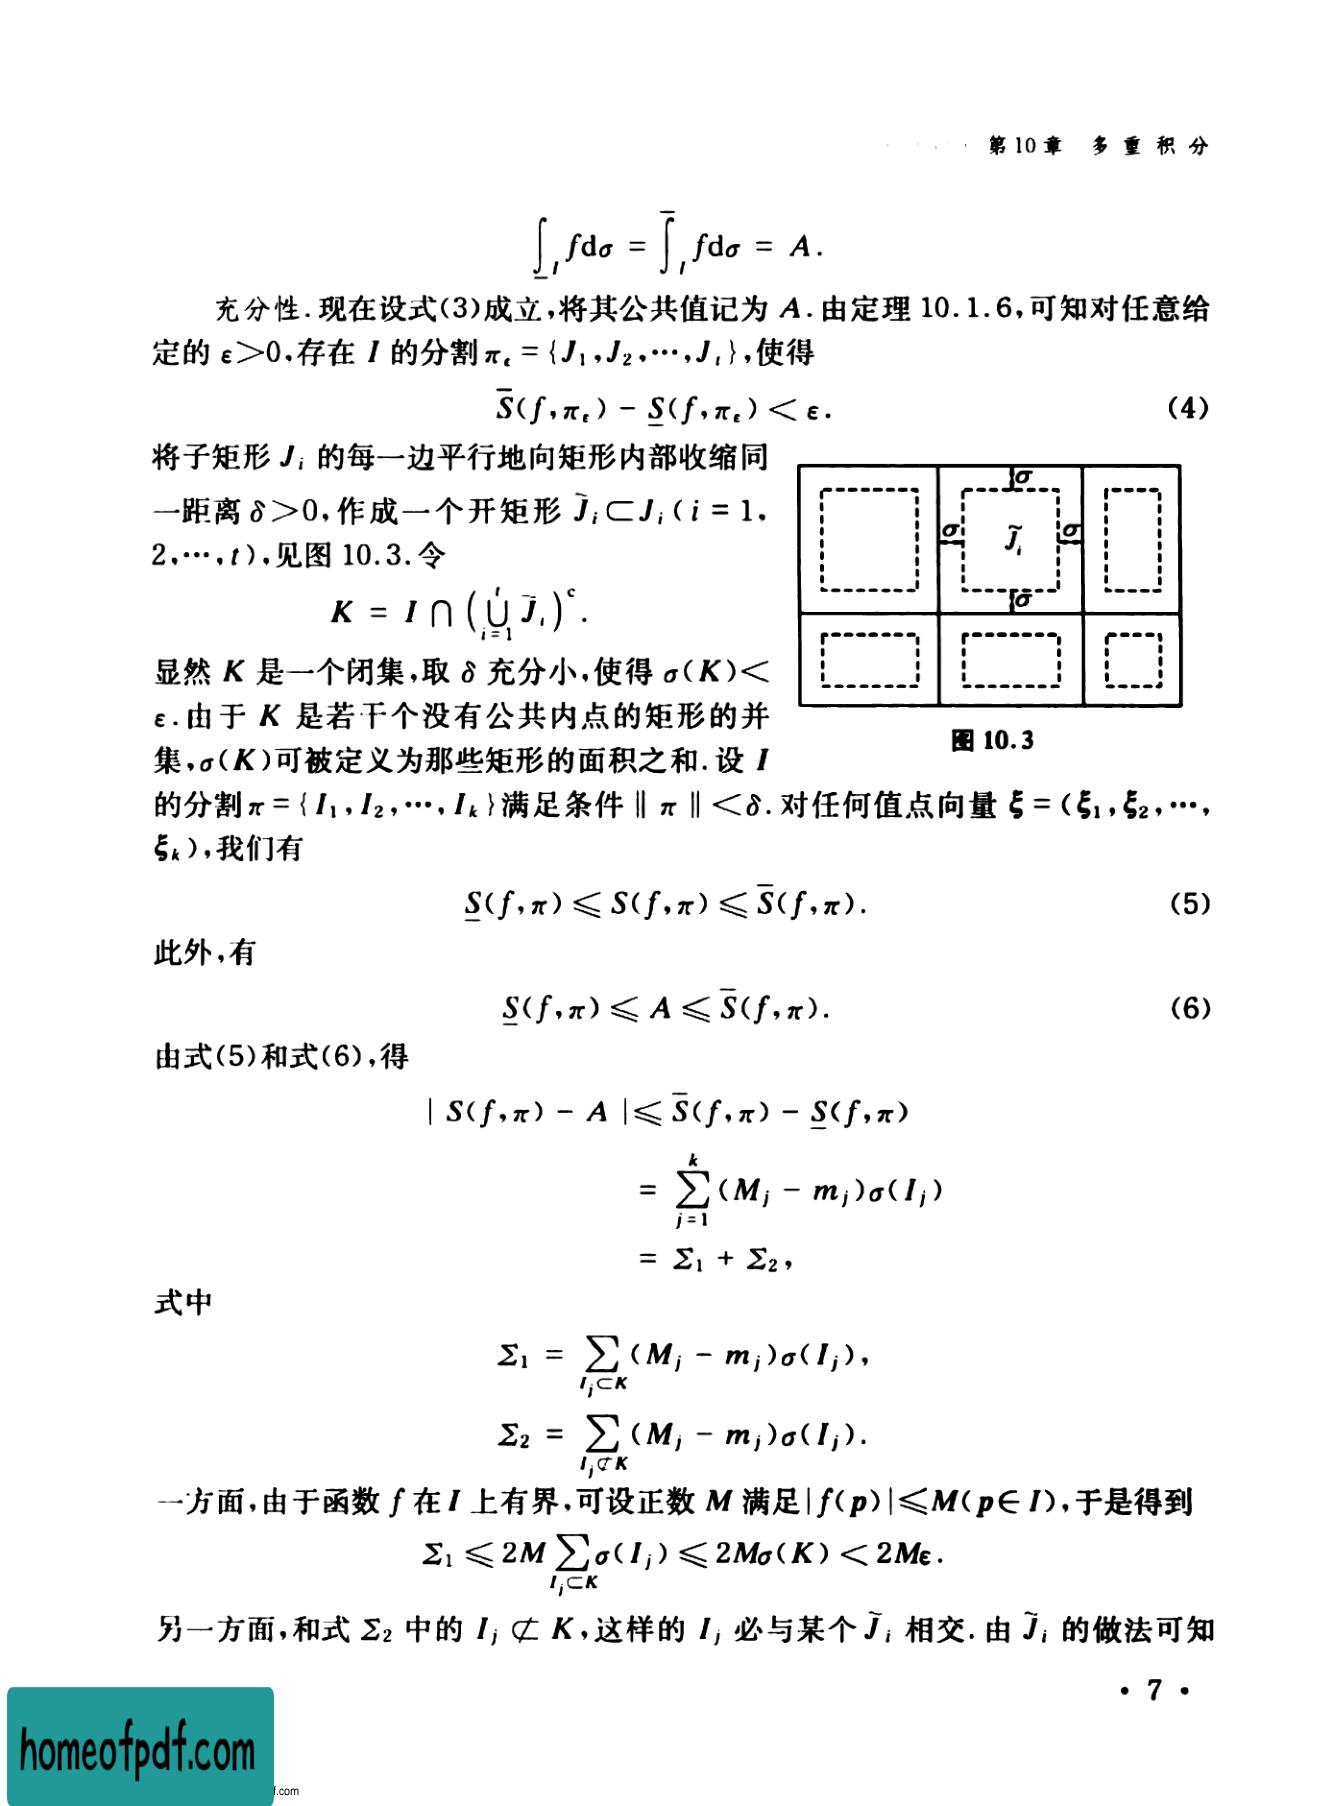 第10章 多重积分
$\underline{\int}_I f\mathrm{d}\sigma = \overline{\int}_I f\mathrm{d}\sigma = A.$
充分性.现在设式(3)成立,将其公共值记为 A.由定理 10.1.6,可知对任意给
定的 ε>0,存在 I 的分割 $\pi_\varepsilon = \{J_1,J_2,\cdots,J_t\}$,使得
$\overline{S}(f,\pi_\varepsilon) - \underline{S}(f,\pi_\varepsilon) < \varepsilon.$ (4)
将子矩形 $J_i$ 的每一边平行地向矩形内部收缩同
一距离 δ>0,作成一个开矩形 $\tilde{J}_i \subset J_i$ (i = 1,
2,⋯,t),见图 10.3.令
$K = I \cap \left(\bigcup_{i=1}^{t} \tilde{J}_i\right)^c.$
显然 K 是一个闭集,取 δ 充分小,使得 σ(K)<
ε.由于 K 是若干个没有公共内点的矩形的并
集,σ(K)可被定义为那些矩形的面积之和.设 I
σ
σ
$\tilde{J}_i$
σ
σ
图 10.3
的分割 $\pi = \{I_1,I_2,\cdots,I_k\}$满足条件 ‖π‖<δ.对任何值点向量 $\xi = (\xi_1,\xi_2,\cdots,$
$\xi_k)$,我们有
$\underline{S}(f,\pi) \leqslant S(f,\pi) \leqslant \overline{S}(f,\pi).$ (5)
此外,有
$\underline{S}(f,\pi) \leqslant A \leqslant \overline{S}(f,\pi).$ (6)
由式(5)和式(6),得
$|S(f,\pi) - A| \leqslant \overline{S}(f,\pi) - \underline{S}(f,\pi)$
$= \sum_{j=1}^{k}(M_j - m_j)\sigma(I_j)$
$= \Sigma_1 + \Sigma_2,$
式中
$\Sigma_1 = \sum_{I_j \subset K}(M_j - m_j)\sigma(I_j),$
$\Sigma_2 = \sum_{I_j \not\subset K}(M_j - m_j)\sigma(I_j).$
一方面,由于函数 f 在 I 上有界,可设正数 M 满足|f(p)|⩽M(p∈I),于是得到
$\Sigma_1 \leqslant 2M\sum_{I_j \subset K}\sigma(I_j) \leqslant 2M\sigma(K) < 2M\varepsilon.$
另一方面,和式 $\Sigma_2$ 中的 $I_j \not\subset K$,这样的 $I_j$ 必与某个 $\tilde{J}_i$ 相交.由 $\tilde{J}_i$ 的做法可知
· 7 ·
homeofpdf.com
f.com